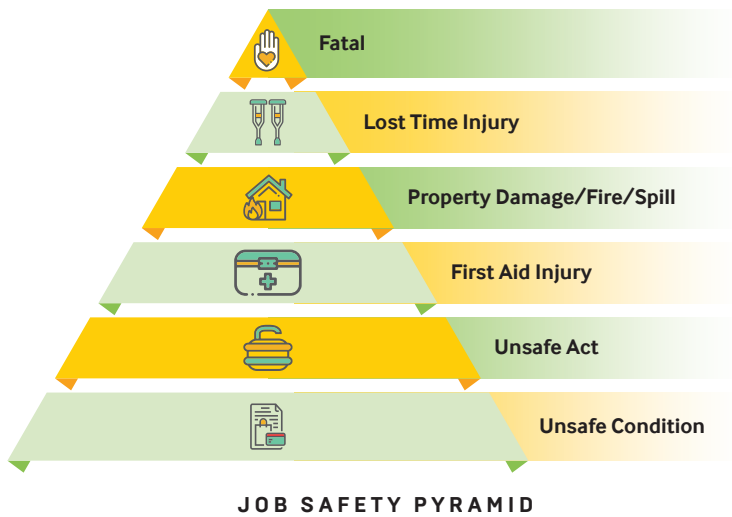 Fatal
Lost Time Injury
Property Damage/Fire/Spill
First Aid Injury
Unsafe Act
Unsafe Condition
JOB SAFETY PYRAMID